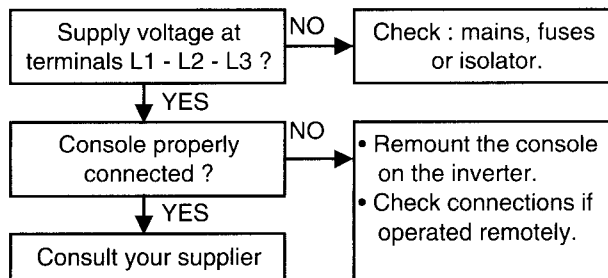 Supply voltage at
terminals L1 - L2 - L3 ?
NO
Check : mains, fuses
or isolator.
YES
Console properly
connected ?
NO
• Remount the console
on the inverter.
• Check connections if
operated remotely.
YES
Consult your supplier